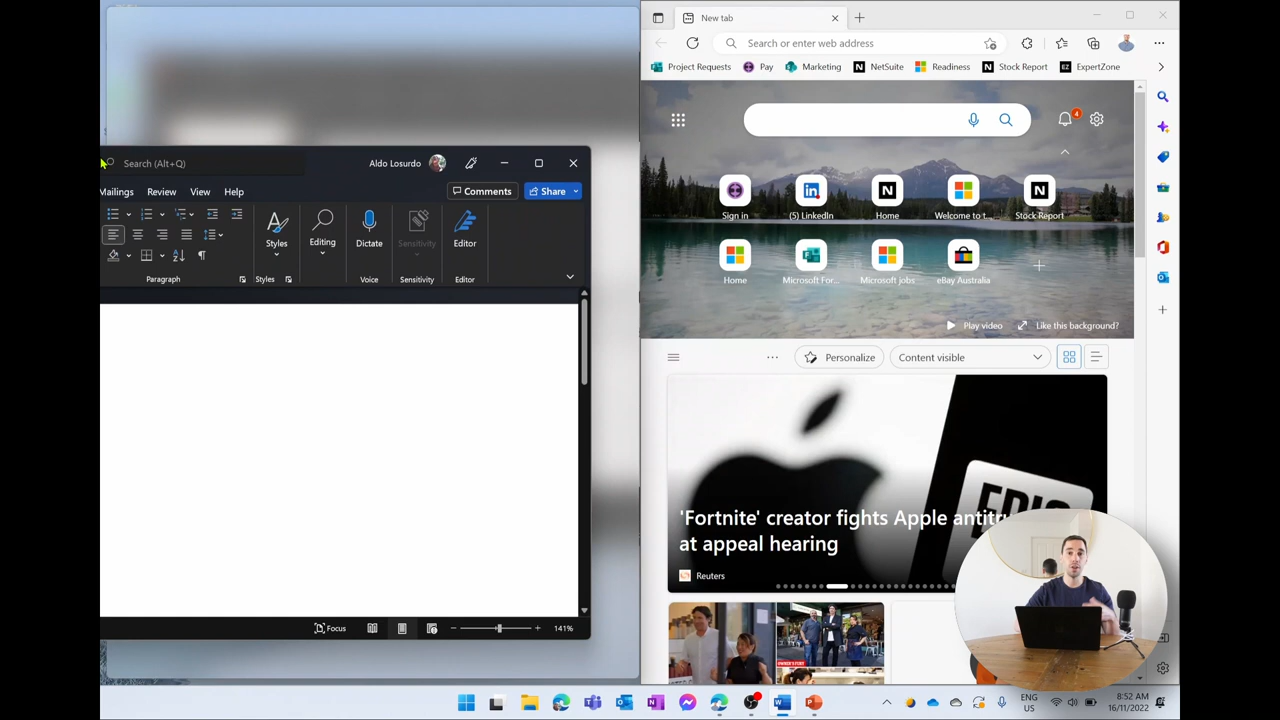 New tab
Search or enter web address
Project Requests
Pay
Marketing
NetSuite
Readiness
Stock Report
EZ
ExpertZone
4
Search (Alt+Q)
Aldo Losurdo
Mailings
Review
View
Help
Comments
Share
Styles
Editing
Dictate
Sensitivity
Editor
Paragraph
Styles
Voice
Sensitivity
Editor
Sign in
(5) LinkedIn
Home
Welcome to t...
Stock Report
Home
Microsoft For...
Microsoft jobs
eBay Australia
Play video
Like this background?
Personalize
Content visible
EPIC
'Fortnite' creator fights Apple antitr
at appeal hearing
Reuters
Focus
141%
ENG
US
8:52 AM
16/11/2022